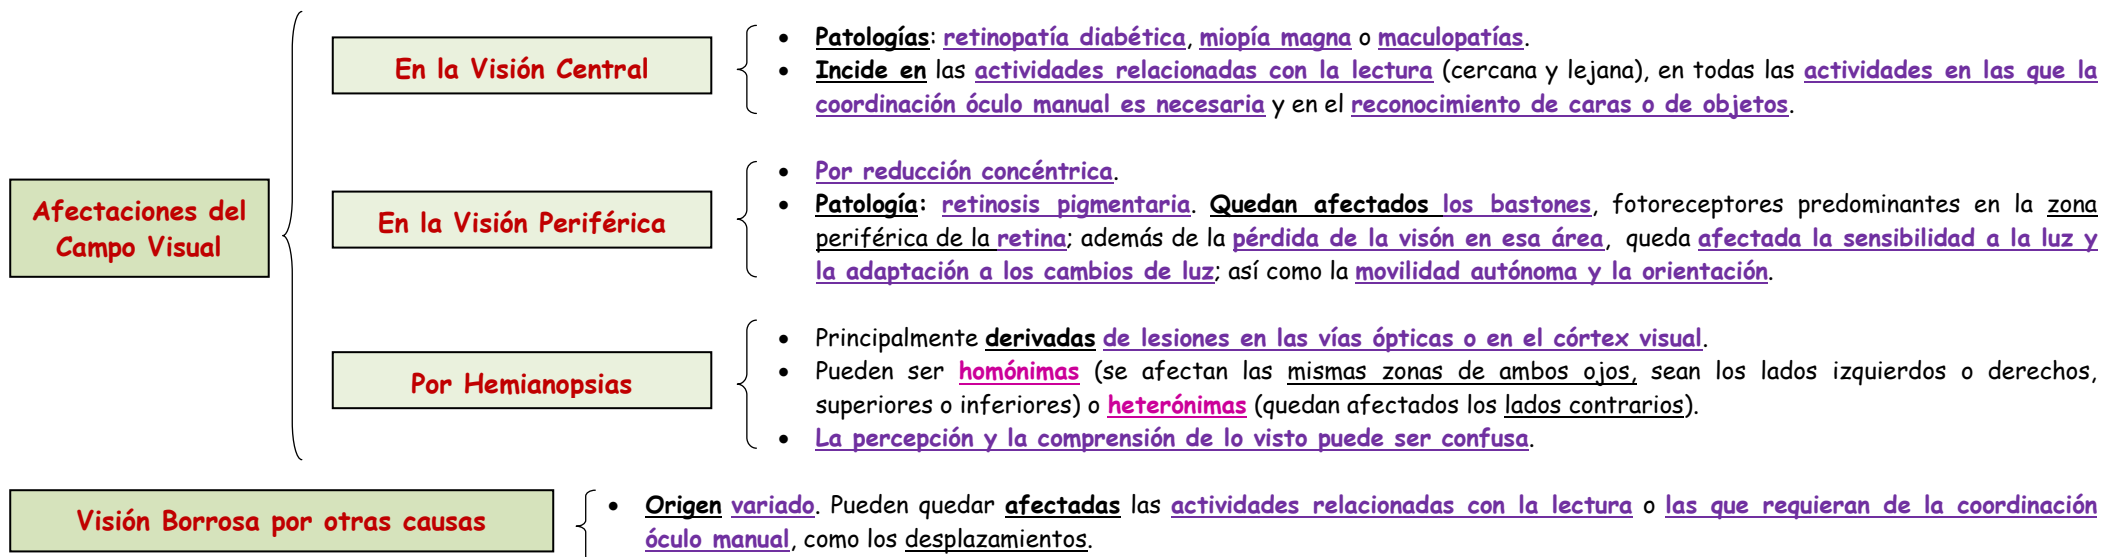 Afectaciones del
Campo Visual
En la Visión Central
• Patologías: retinopatía diabética, miopía magna o maculopatías.
• Incide en las actividades relacionadas con la lectura (cercana y lejana), en todas las actividades en las que la
coordinación óculo manual es necesaria y en el reconocimiento de caras o de objetos.
En la Visión Periférica
• Por reducción concéntrica.
• Patología: retinosis pigmentaria. Quedan afectados los bastones, fotoreceptores predominantes en la zona
periférica de la retina; además de la pérdida de la visón en esa área, queda afectada la sensibilidad a la luz y
la adaptación a los cambios de luz; así como la movilidad autónoma y la orientación.
Por Hemianopsias
• Principalmente derivadas de lesiones en las vías ópticas o en el córtex visual.
• Pueden ser homónimas (se afectan las mismas zonas de ambos ojos, sean los lados izquierdos o derechos,
superiores o inferiores) o heterónimas (quedan afectados los lados contrarios).
• La percepción y la comprensión de lo visto puede ser confusa.
Visión Borrosa por otras causas
• Origen variado. Pueden quedar afectadas las actividades relacionadas con la lectura o las que requieran de la coordinación
óculo manual, como los desplazamientos.